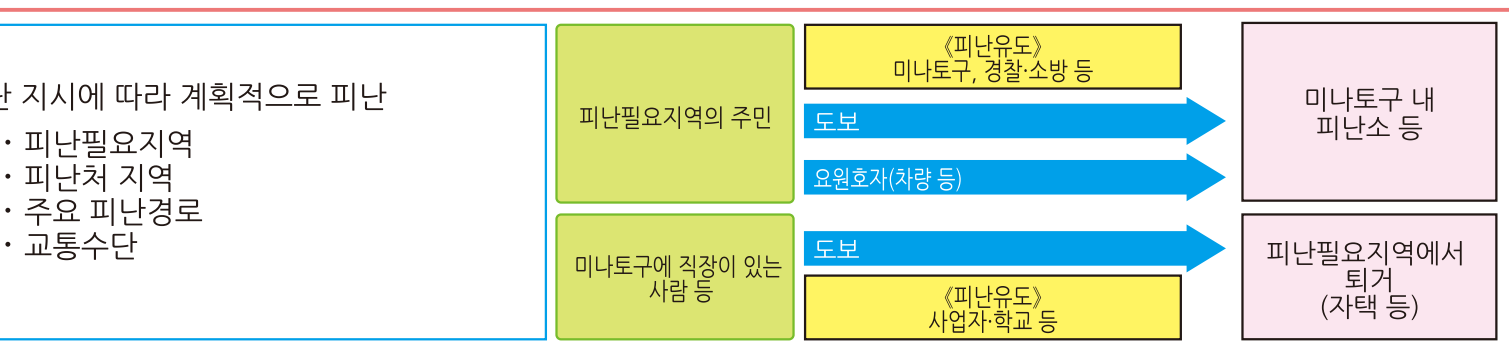 지시에 따라 계획적으로 피난
・ 피난필요지역
・ 피난처 지역
・ 주요 피난경로
・ 교통수단
피난필요지역의 주민
《피난유도》
미나토구, 경찰·소방 등
도보
요원호자(차량 등)
미나토구 내
피난소 등
미나토구에 직장이 있는
사람 등
도보
《피난유도》
사업자·학교 등
피난필요지역에서
퇴거
(자택 등)